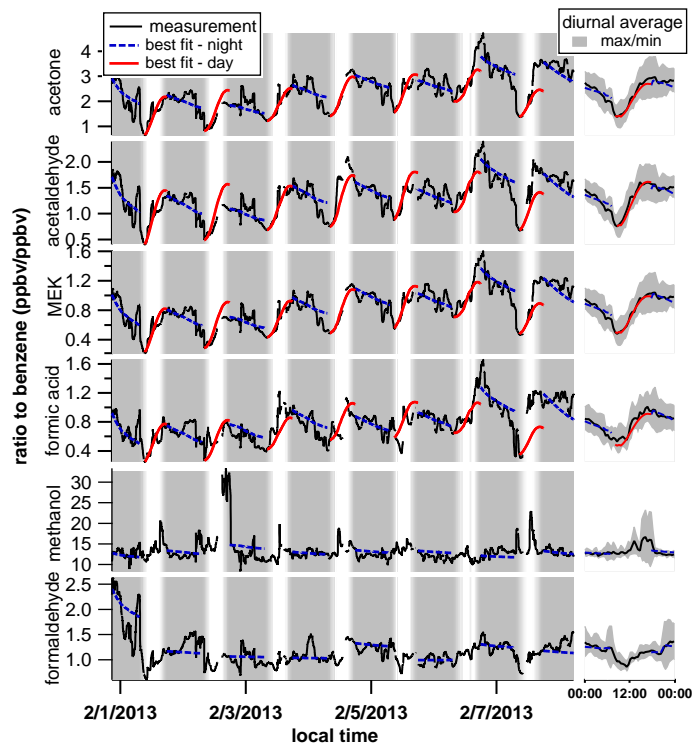 measurement
best fit - night
best fit - day
diurnal average
max/min
ratio to benzene (ppbv/ppbv)
acetone
4
3
2
1
acetaldehyde
2.0
1.5
1.0
0.5
MEK
1.6
1.2
0.8
0.4
formic acid
1.6
1.2
0.8
0.4
methanol
30
25
20
15
10
formaldehyde
2.5
2.0
1.5
1.0
2/1/2013 2/3/2013 2/5/2013 2/7/2013
00:00 12:00 00:00
local time